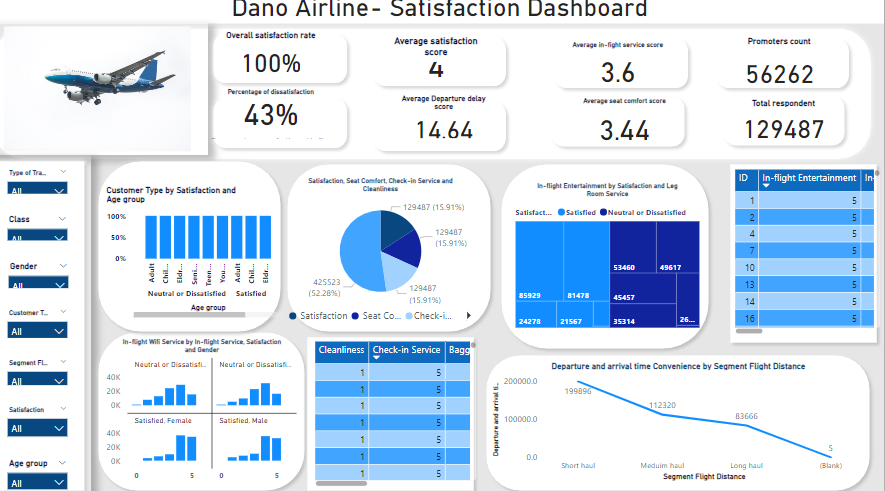 Dano Airline- Satisfaction Dashboard
Overall satisfaction rate
100%
Percentage of dissatisfaction
43%
Average satisfaction
score
4
Average Departure delay
score
14.64
Average in-fight service score
3.6
Average seat comfort score
3.44
Promoters count
56262
Total respondent
129487
Type of Tra...
All
Class
All
Gender
All
Customer T...
All
Segment Fl...
All
Satisfaction
All
Age group
All
Customer Type by Satisfaction and
Age group
100%
50%
0%
Adult
Chil...
Elde...
Seni...
Teen...
You...
Adult
Chil...
Elde...
Neutral or Dissatisfied
Satisfied
Age group
Satisfaction, Seat Comfort, Check-in Service and
Cleanliness
129487 (15.91%)
129487
(15.91%)
129487
(15.91%)
425523
(52.28%)
Satisfaction
Seat Co...
Check-i...
In-flight Entertainment by Satisfaction and Leg
Room Service
Satisfact...
Satisfied
Neutral or Dissatisfied
85929
81478
24278
21567
53460
49617
45457
35314
26...
ID In-flight Entertainment In-
1 5
2 5
4 5
7 5
10 5
13 5
14 5
16 5
In-flight Wifi Service by In-flight Service, Satisfaction
and Gender
Neutral or Dissatisfi...
Neutral or Dissatisfi...
40K
20K
0K
Satisfied, Female
Satisfied, Male
40K
20K
0K
0 5
0 5
Cleanliness Check-in Service Bagg
1 5
1 5
1 5
1 5
1 5
1 5
1 5
Departure and arrival time Convenience by Segment Flight Distance
Departure and arrival ti...
200000.0
100000.0
0.0
199896
112320
83666
5
Short haul
Meduim haul
Long haul
(Blank)
Segment Flight Distance